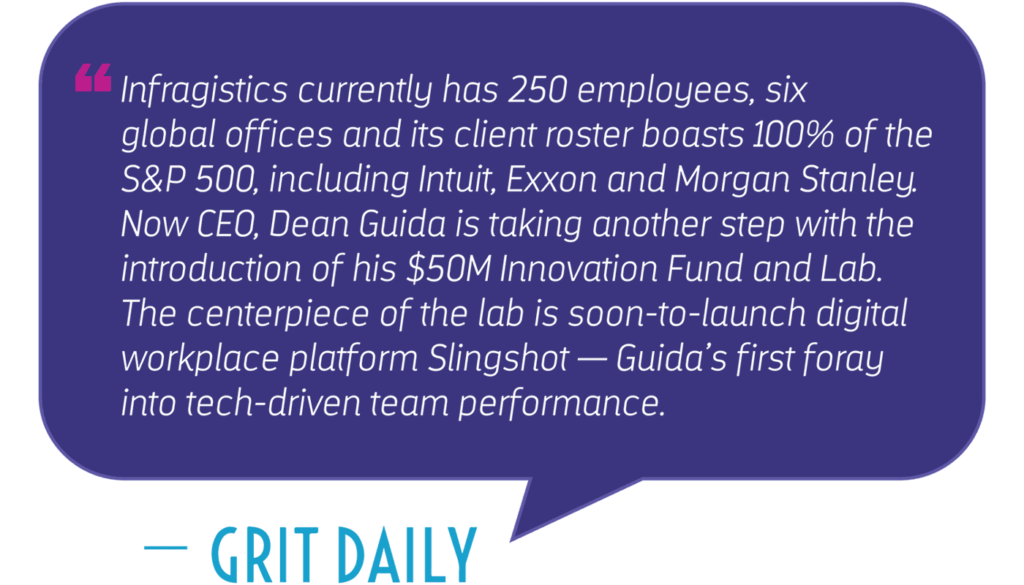 ❝ Infragistics currently has 250 employees, six
global offices and its client roster boasts 100% of the
S&P 500, including Intuit, Exxon and Morgan Stanley.
Now CEO, Dean Guida is taking another step with the
introduction of his $50M Innovation Fund and Lab.
The centerpiece of the lab is soon-to-launch digital
workplace platform Slingshot — Guida’s first foray
into tech-driven team performance.
— GRIT DAILY